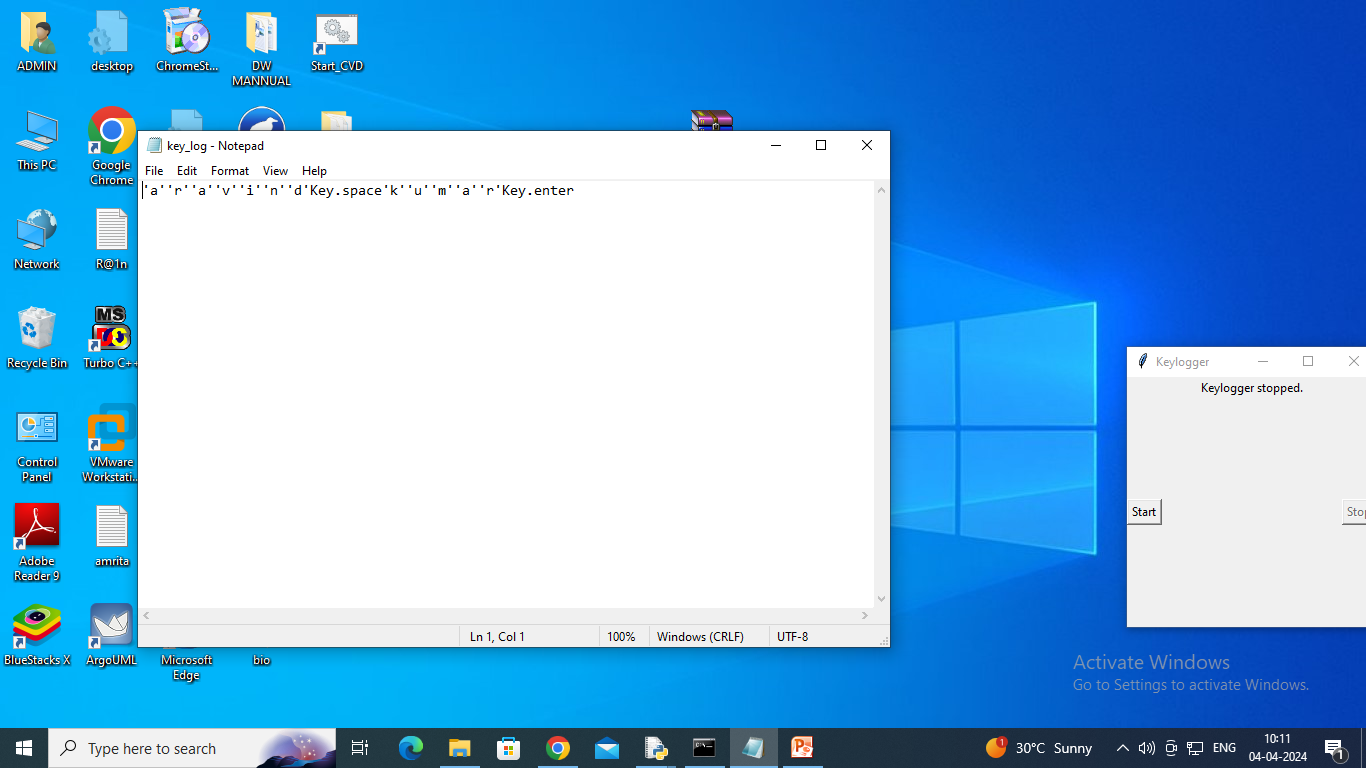 ADMIN
desktop
ChromeSt...
DW
MANNUAL
Start_CVD
This PC
Google
Chrome
key_log - Notepad
File Edit Format View Help
'a''r''a''v''i''n''d'Key.space'k''u''m''a''r'Key.enter
Network
R@1n
Recycle Bin
MS
Turbo C++
Keylogger
Keylogger stopped.
Control
Panel
VMware
Workstati...
Start
Stop
Adobe
Reader 9
amrita
BlueStacks X
ArgoUML
Microsoft
Edge
bio
Ln 1, Col 1
100%
Windows (CRLF)
UTF-8
Activate Windows
Go to Settings to activate Windows.
Type here to search
1
30°C Sunny
ENG
10:11
04-04-2024
1